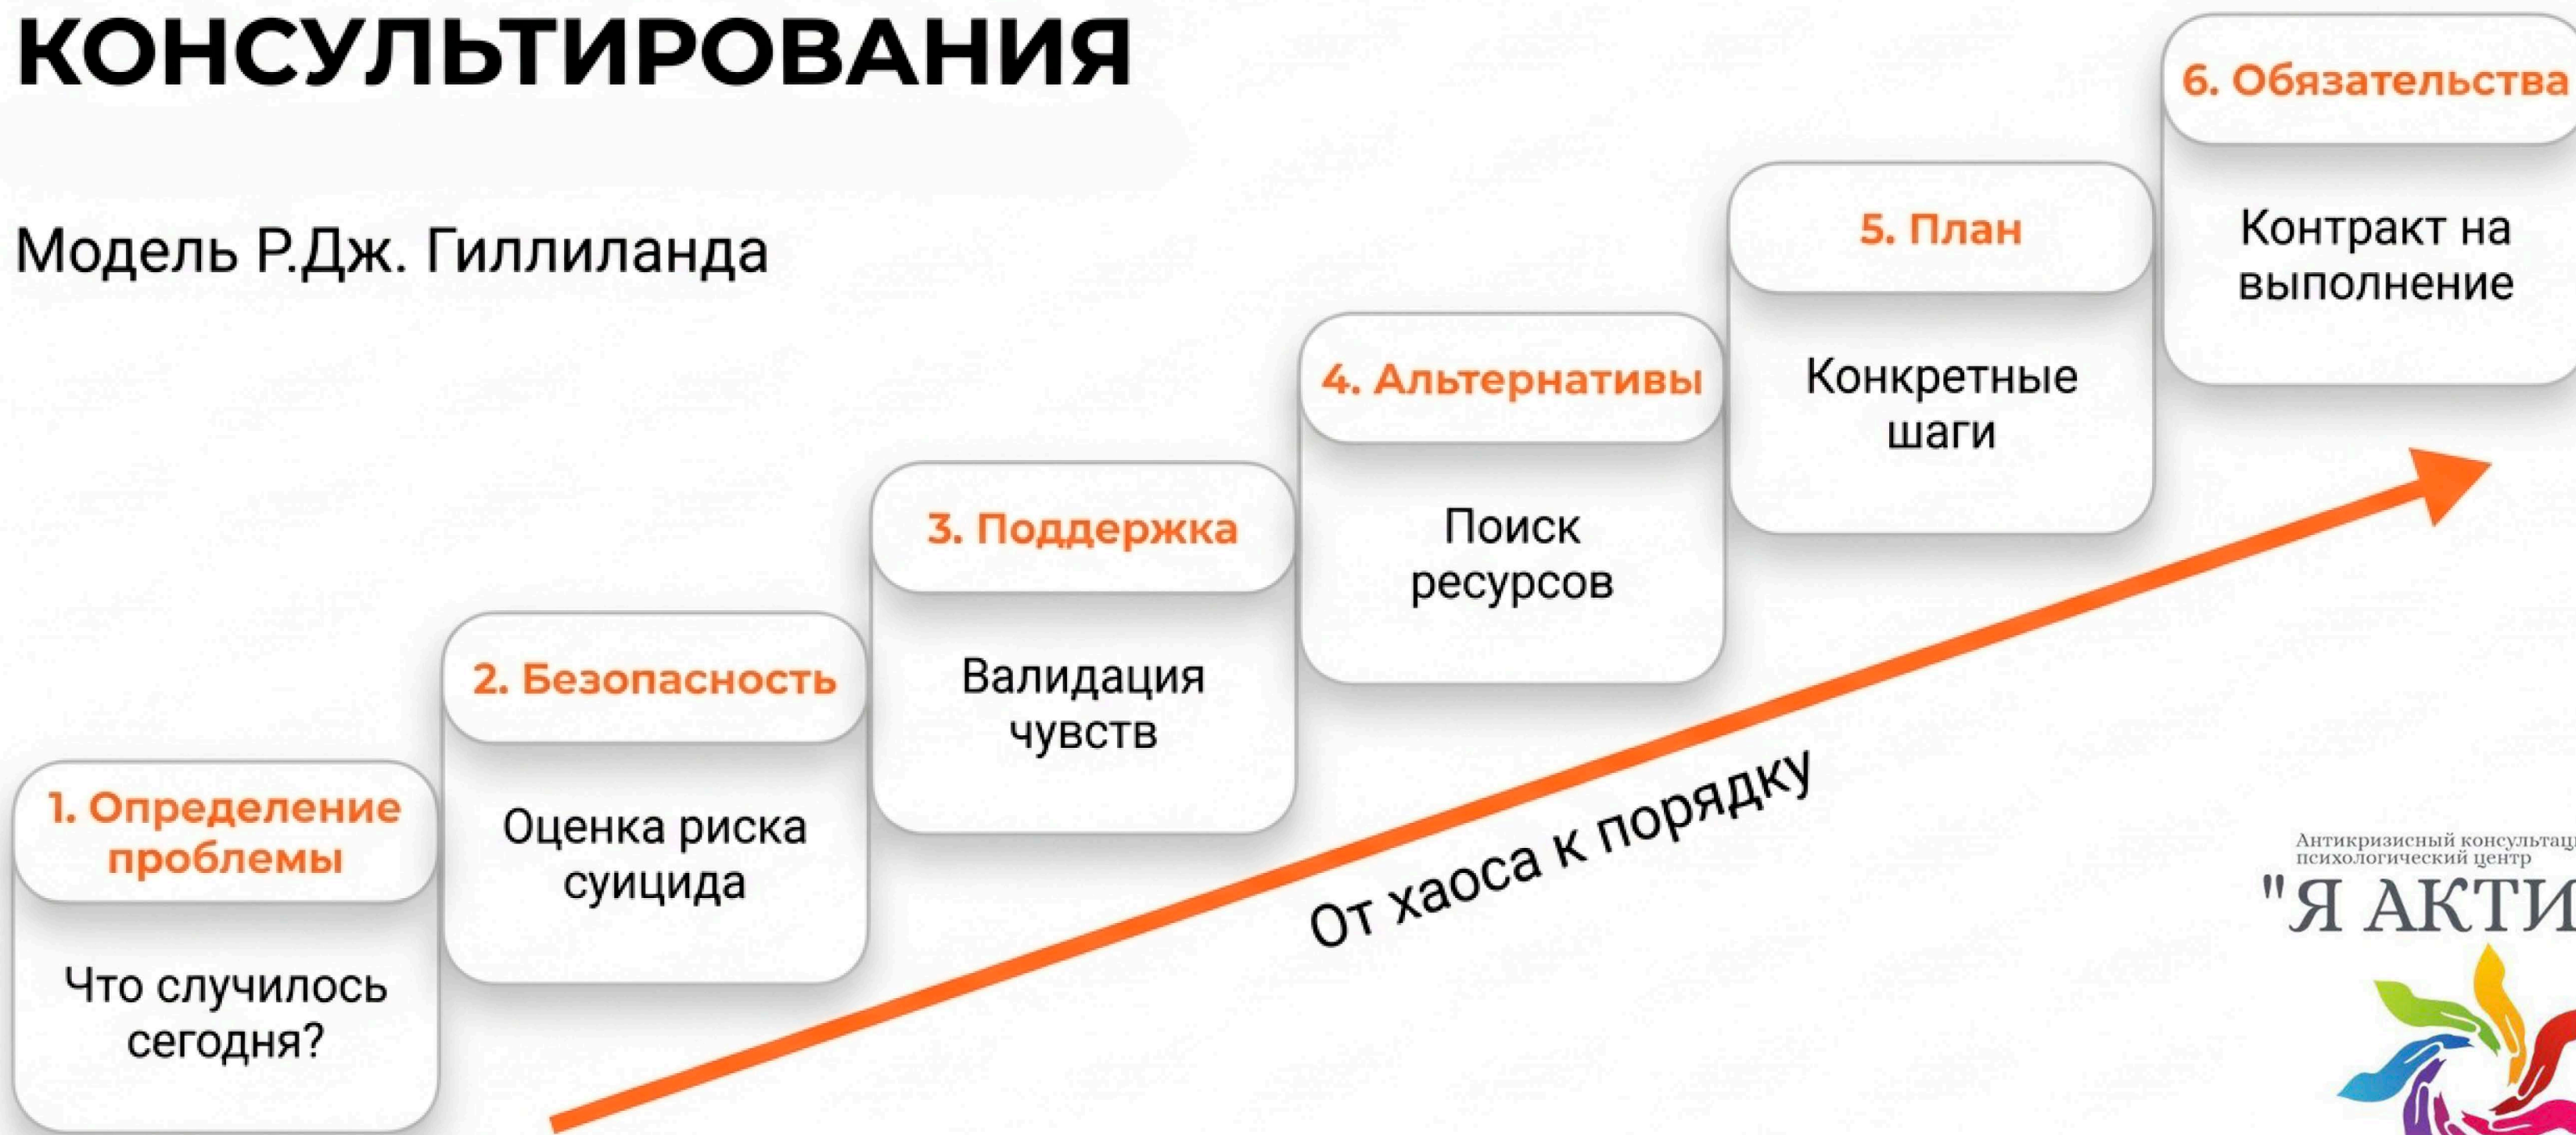 КОНСУЛЬТИРОВАНИЯ
Модель Р.Дж. Гиллиланда
1. Определение
проблемы
Что случилось
сегодня?
2. Безопасность
Оценка риска
суицида
3. Поддержка
Валидация
чувств
4. Альтернативы
Поиск
ресурсов
5. План
Конкретные
шаги
6. Обязательства
Контракт на
выполнение
От хаоса к порядку
Антикризисный
психологический центр
"Я